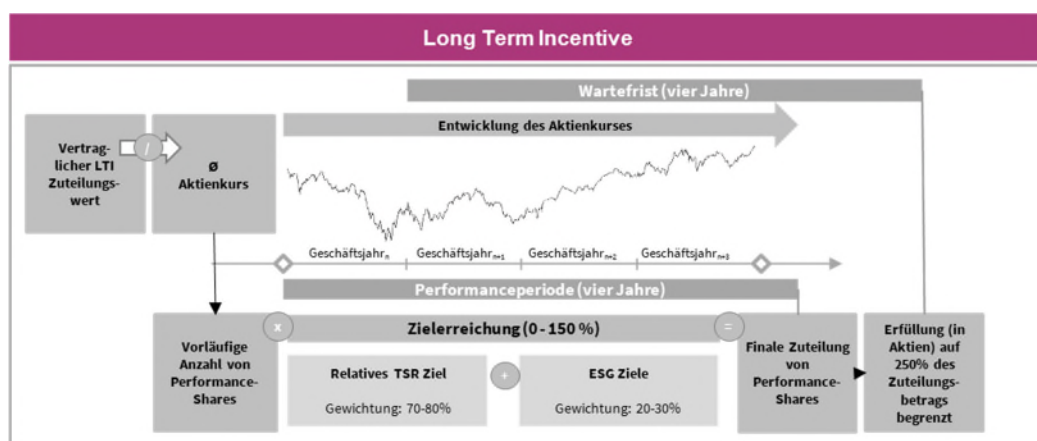 Long Term Incentive
Wartefrist (vier Jahre)
Entwicklung des Aktienkurses
Vertrag-
licher LTI
Zuteilungs-
wert
/
Ø
Aktienkurs
Geschäftsjahrₙ
Geschäftsjahrₙ₊₁
Geschäftsjahrₙ₊₂
Geschäftsjahrₙ₊₃
Performanceperiode (vier Jahre)
Vorläufige
Anzahl von
Performance-
Shares
x
Zielerreichung (0 - 150 %)
=
Relatives TSR Ziel
Gewichtung: 70-80%
+
ESG Ziele
Gewichtung: 20-30%
Finale Zuteilung
von
Performance-
Shares
Erfüllung (in
Aktien) auf
250% des
Zuteilungs-
betrags
begrenzt